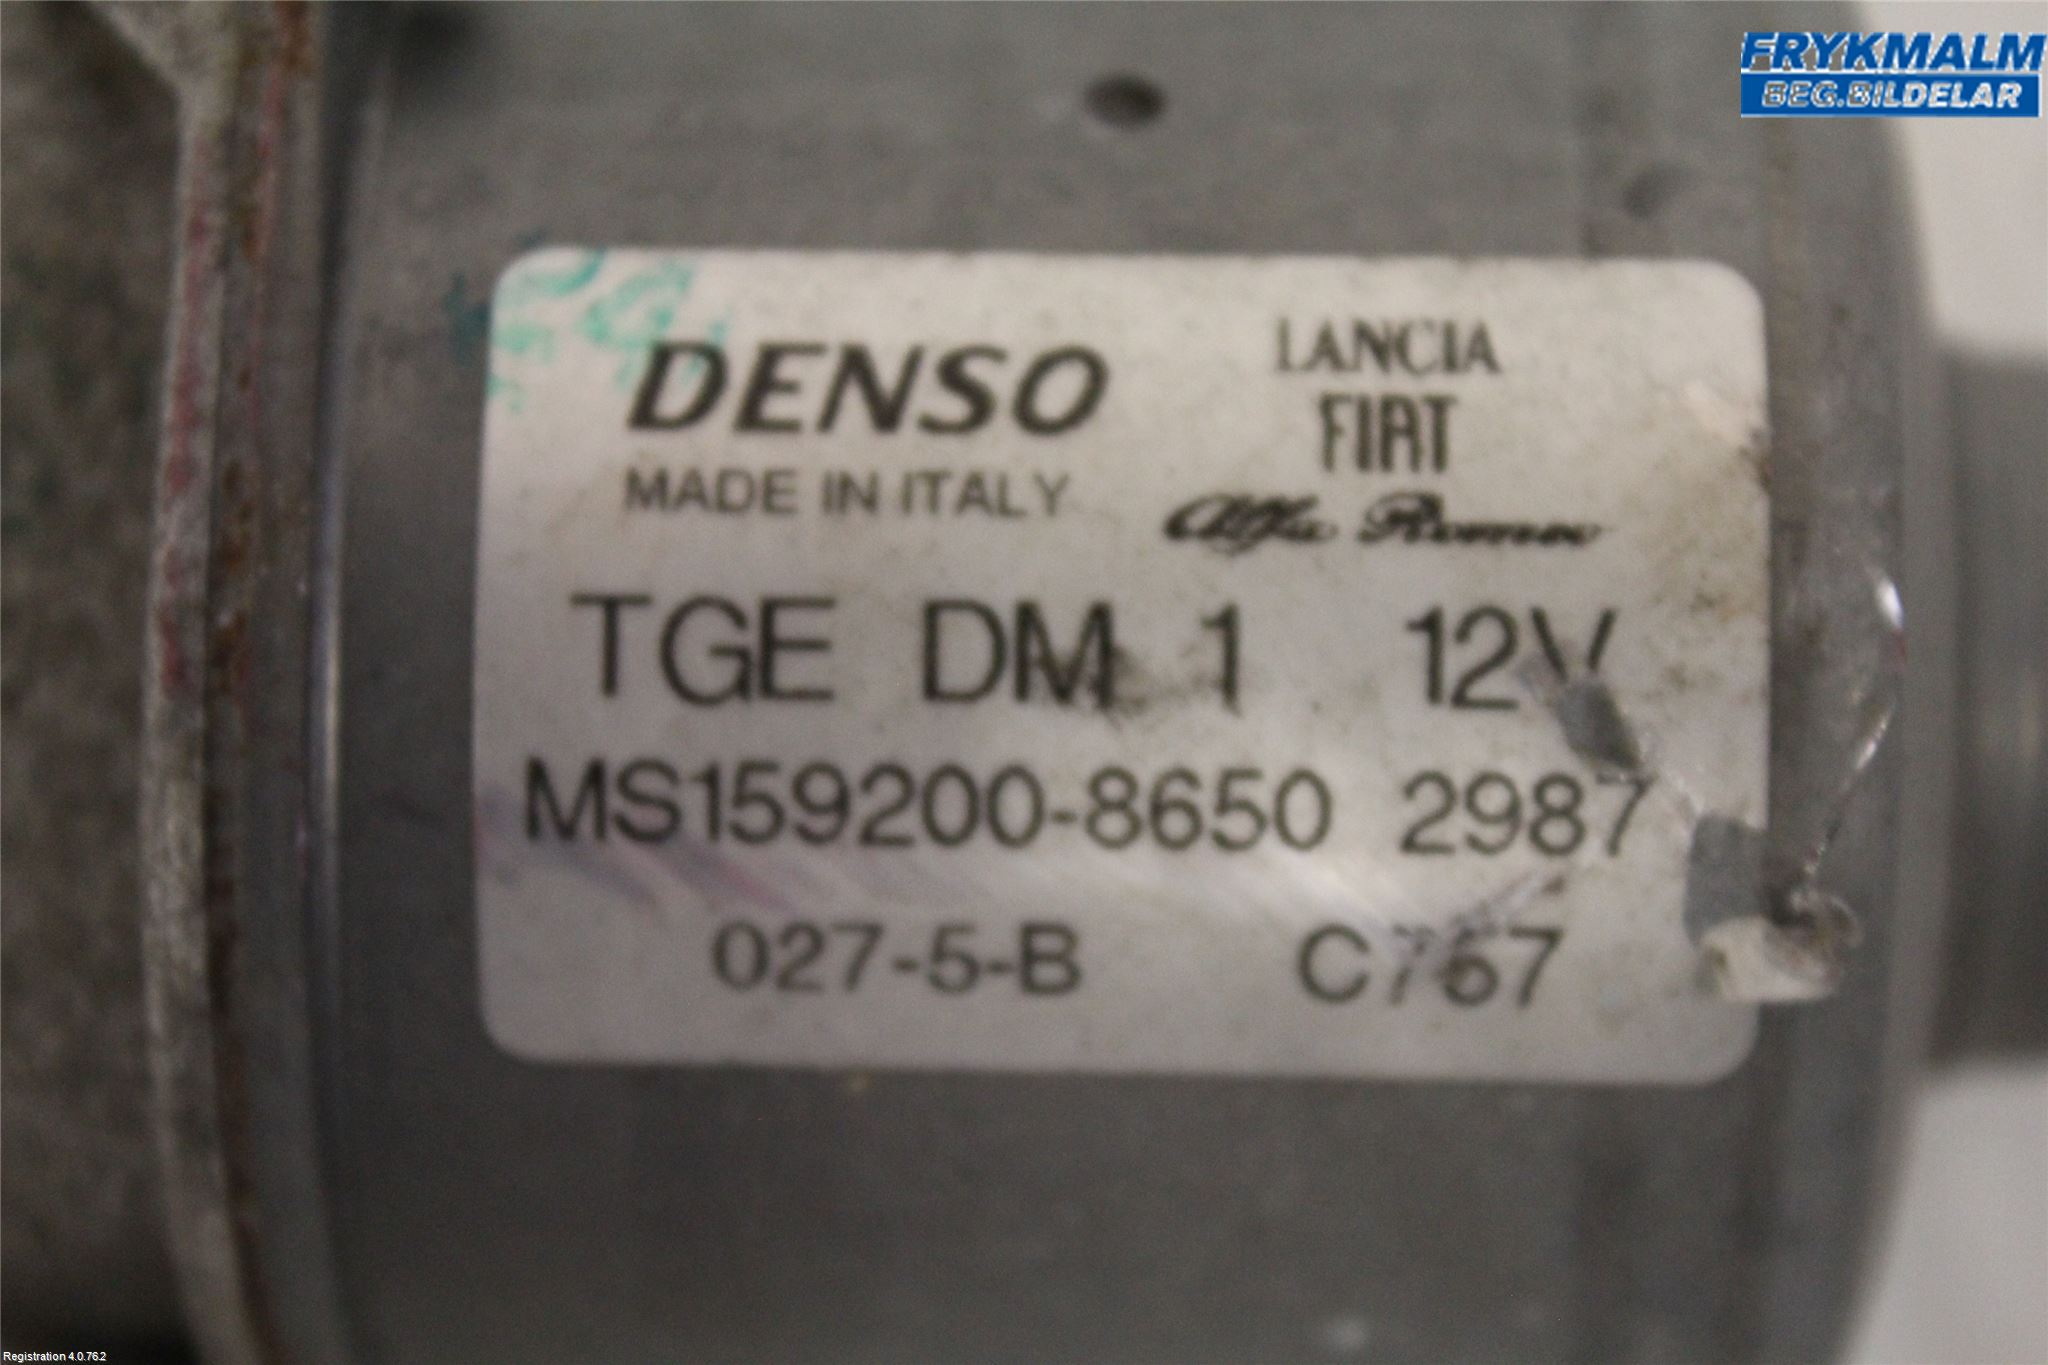 FRYKMALM
BEG.BILDELAR
DENSO
LANCIA
FIAT
MADE IN ITALY
Alfa Romeo
TGE DM 1 12V
MS159200-8650 2987
027-5-B C767
Registration 4.0.76.2